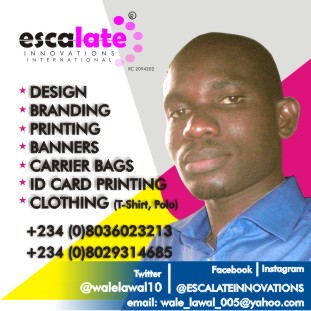 escalate®
INNOVATIONS
INTERNATIONAL
RC 2094202
* DESIGN
* BRANDING
* PRINTING
* BANNERS
* CARRIER BAGS
* ID CARD PRINTING
* CLOTHING (T-Shirt, Polo)
+234 (0)8036023213
+234 (0)8029314685
Twitter
@walelawal10
Facebook | Instagram
@ESCALATEINNOVATIONS
email: wale_lawal_005@yahoo.com